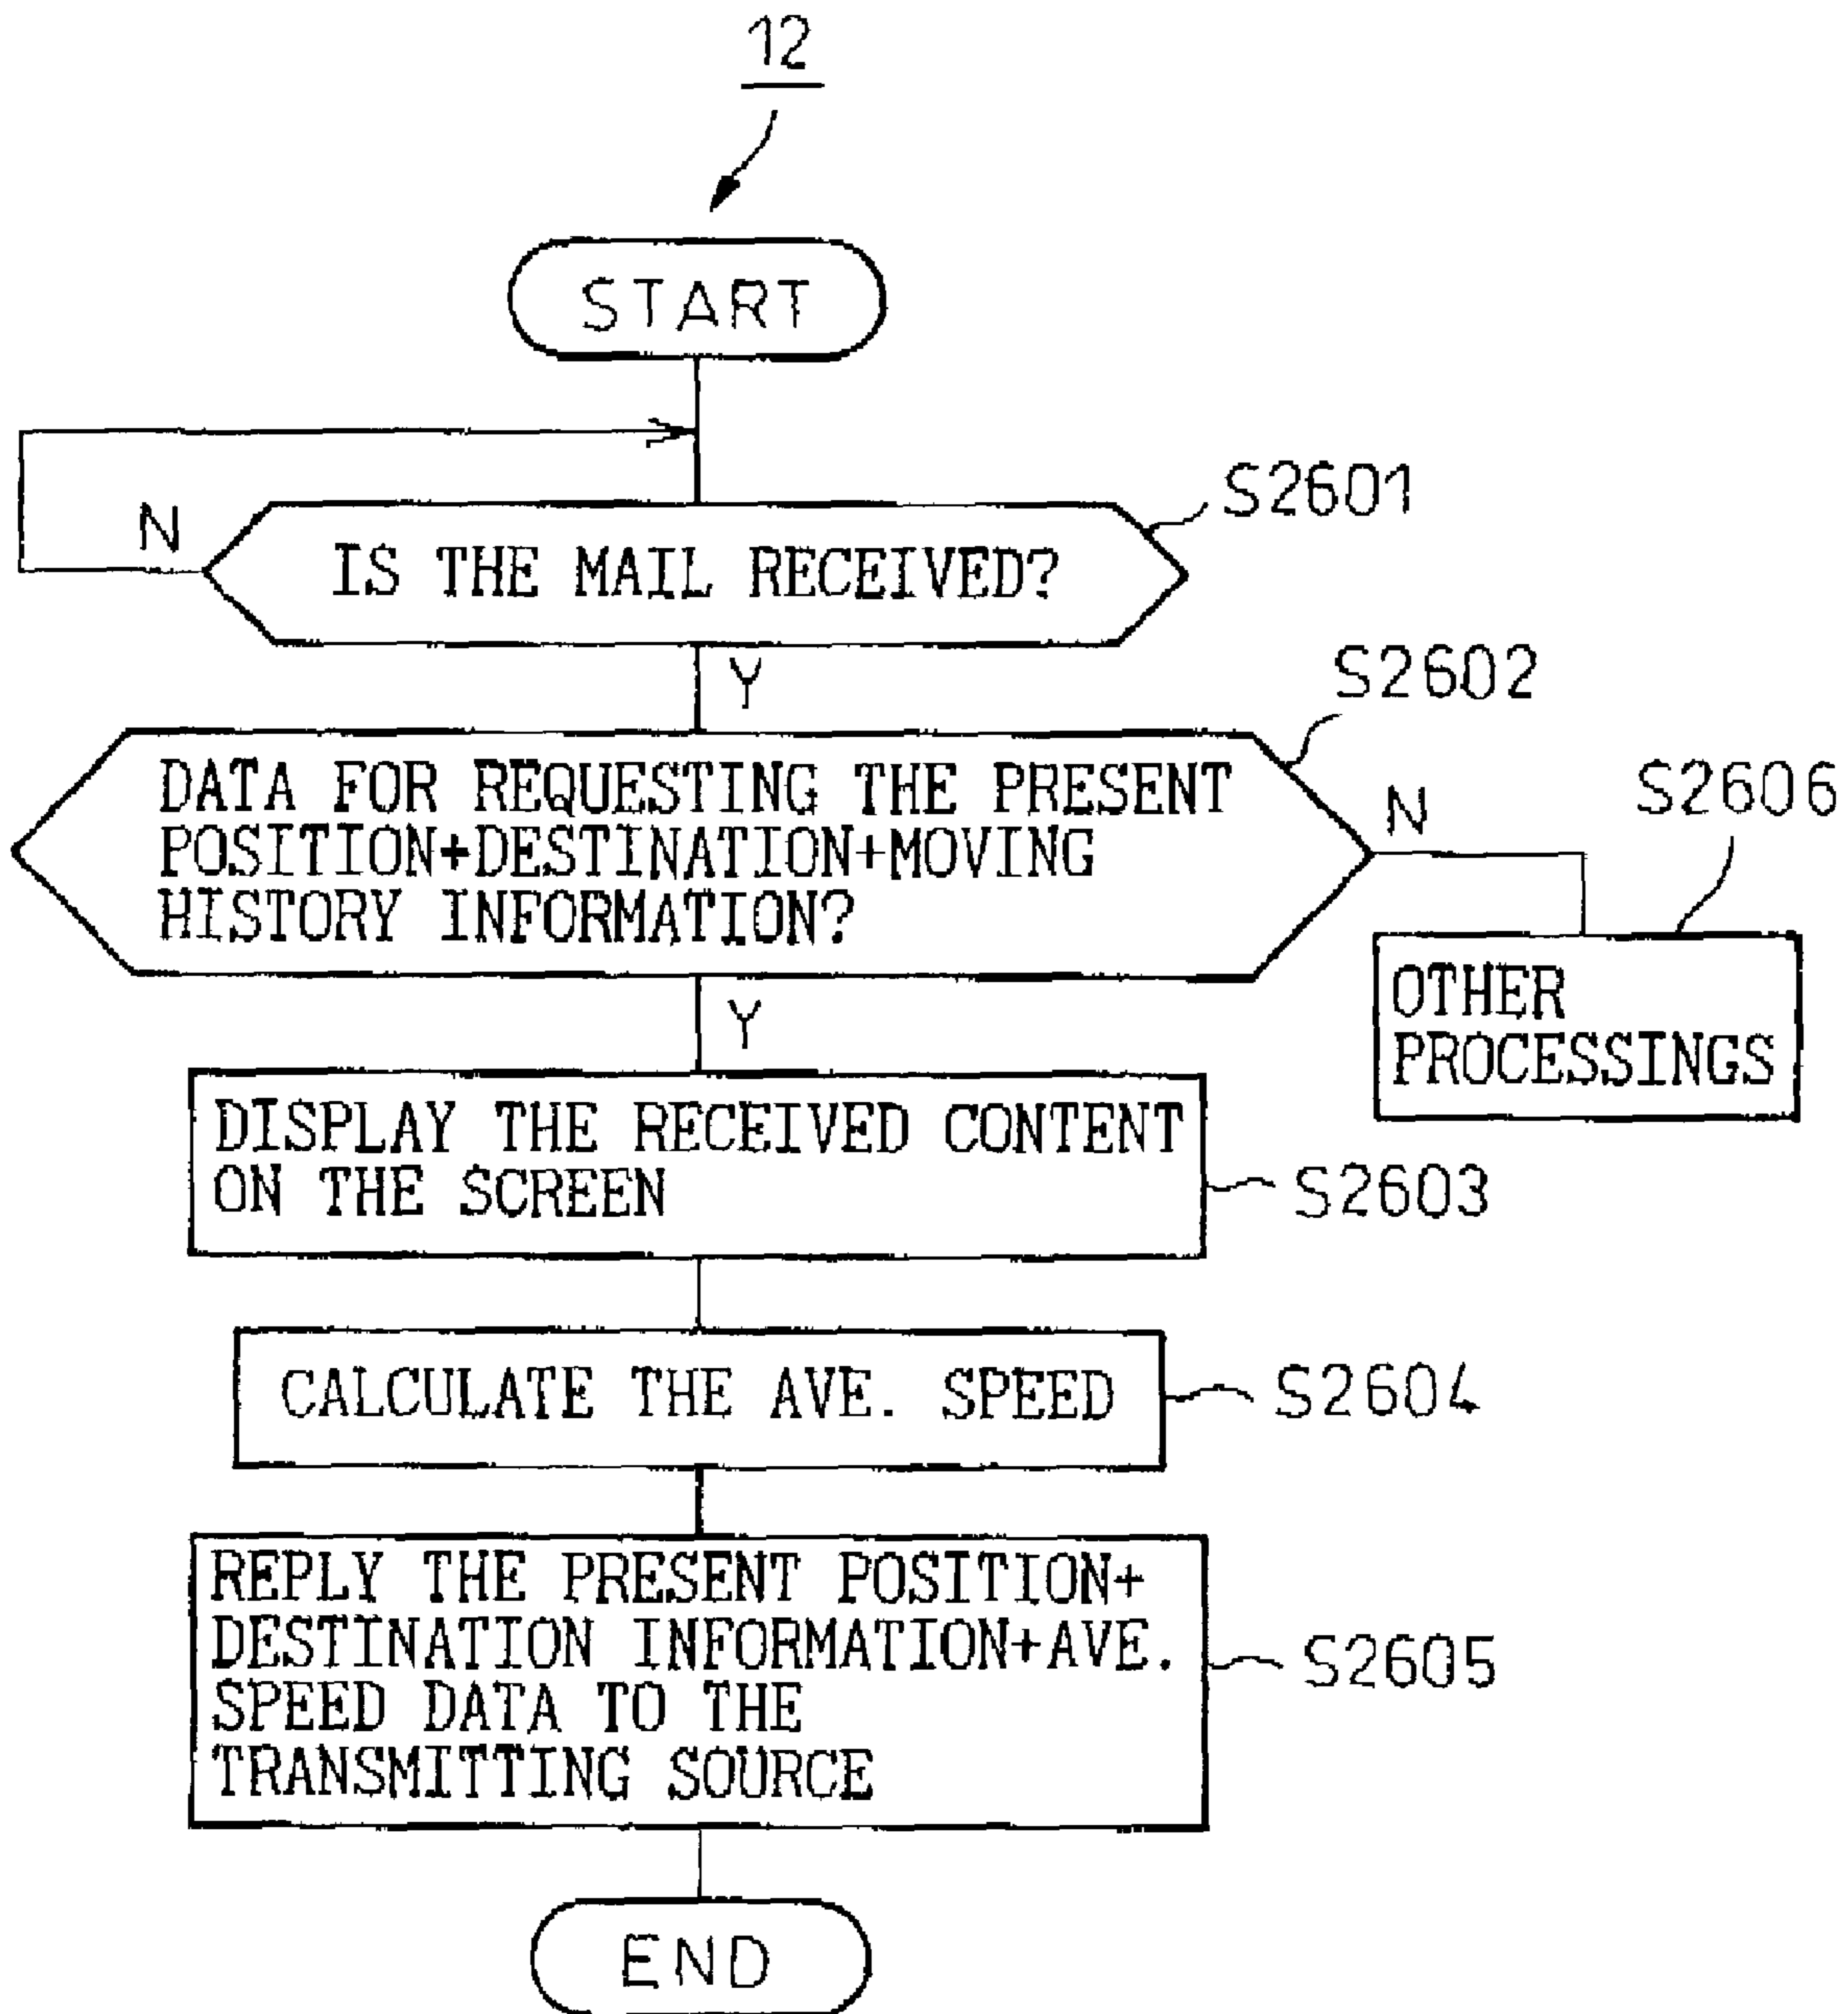 12
START
N
S2601
IS THE MAIL RECEIVED?
Y
S2602
DATA FOR REQUESTING THE PRESENT
POSITION+DESTINATION+MOVING
HISTORY INFORMATION?
N
S2606
OTHER
PROCESSINGS
Y
DISPLAY THE RECEIVED CONTENT
ON THE SCREEN
S2603
CALCULATE THE AVE. SPEED
S2604
REPLY THE PRESENT POSITION+
DESTINATION INFORMATION+AVE.
SPEED DATA TO THE
TRANSMITTING SOURCE
S2605
END